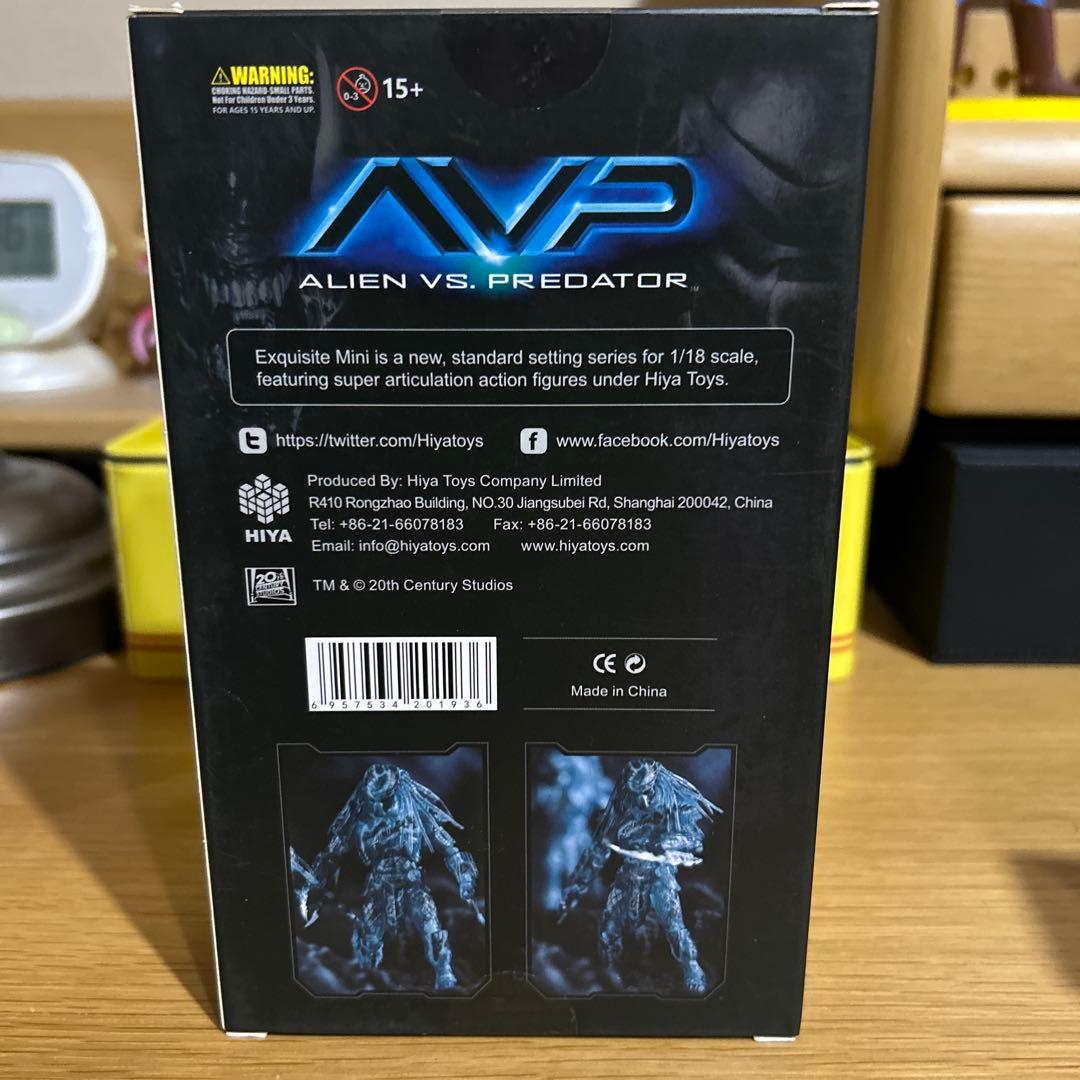 WARNING:
CHOKING HAZARD-SMALL PARTS.
Not For Children Under 3 Years.
FOR AGES 15 YEARS AND UP.
0-3
15+
AVP
ALIEN VS. PREDATOR™
Exquisite Mini is a new, standard setting series for 1/18 scale,
featuring super articulation action figures under Hiya Toys.
https://twitter.com/Hiyatoys
www.facebook.com/Hiyatoys
Produced By: Hiya Toys Company Limited
R410 Rongzhao Building, NO.30 Jiangsubei Rd, Shanghai 200042, China
Tel: +86-21-66078183 Fax: +86-21-66078183
Email: info@hiyatoys.com www.hiyatoys.com
HIYA
20th
CENTURY
STUDIOS
TM & © 20th Century Studios
6 957534 201936
CE
Made in China